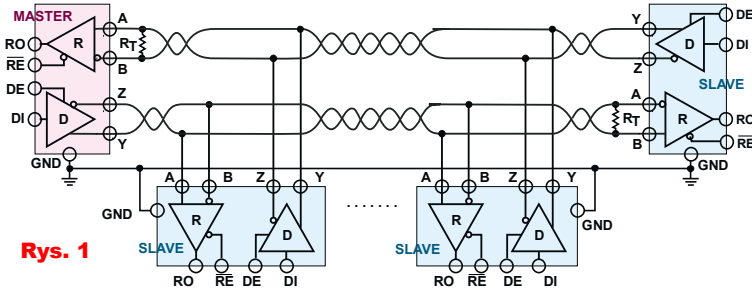 MASTER
A
Y
DE
RO
R
RT
D
DI
RE
B
Z
SLAVE
DE
Z
A
DI
D
Y
RT
R
RO
B
RE
GND
GND
A
B
Z
Y
A
B
Z
Y
GND
R
D
.......
R
D
GND
SLAVE
SLAVE
Rys. 1
RO
RE
DE
DI
RO
RE
DE
DI